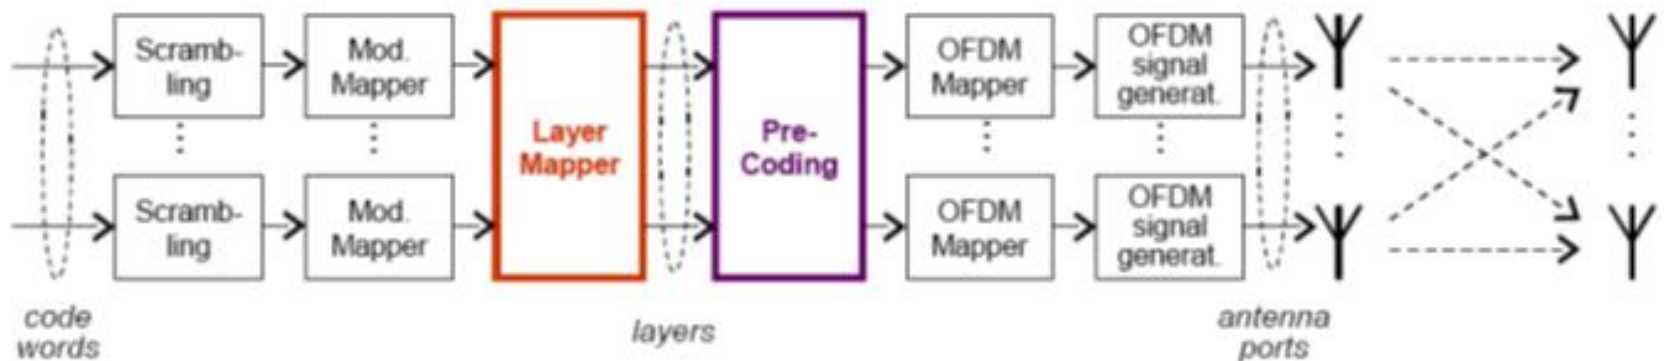 Scramb-
ling
Mod.
Mapper
Layer
Mapper
Pre-
Coding
OFDM
Mapper
OFDM
signal
generat.
Scramb-
ling
Mod.
Mapper
OFDM
Mapper
OFDM
signal
generat.
code
words
layers
antenna
ports